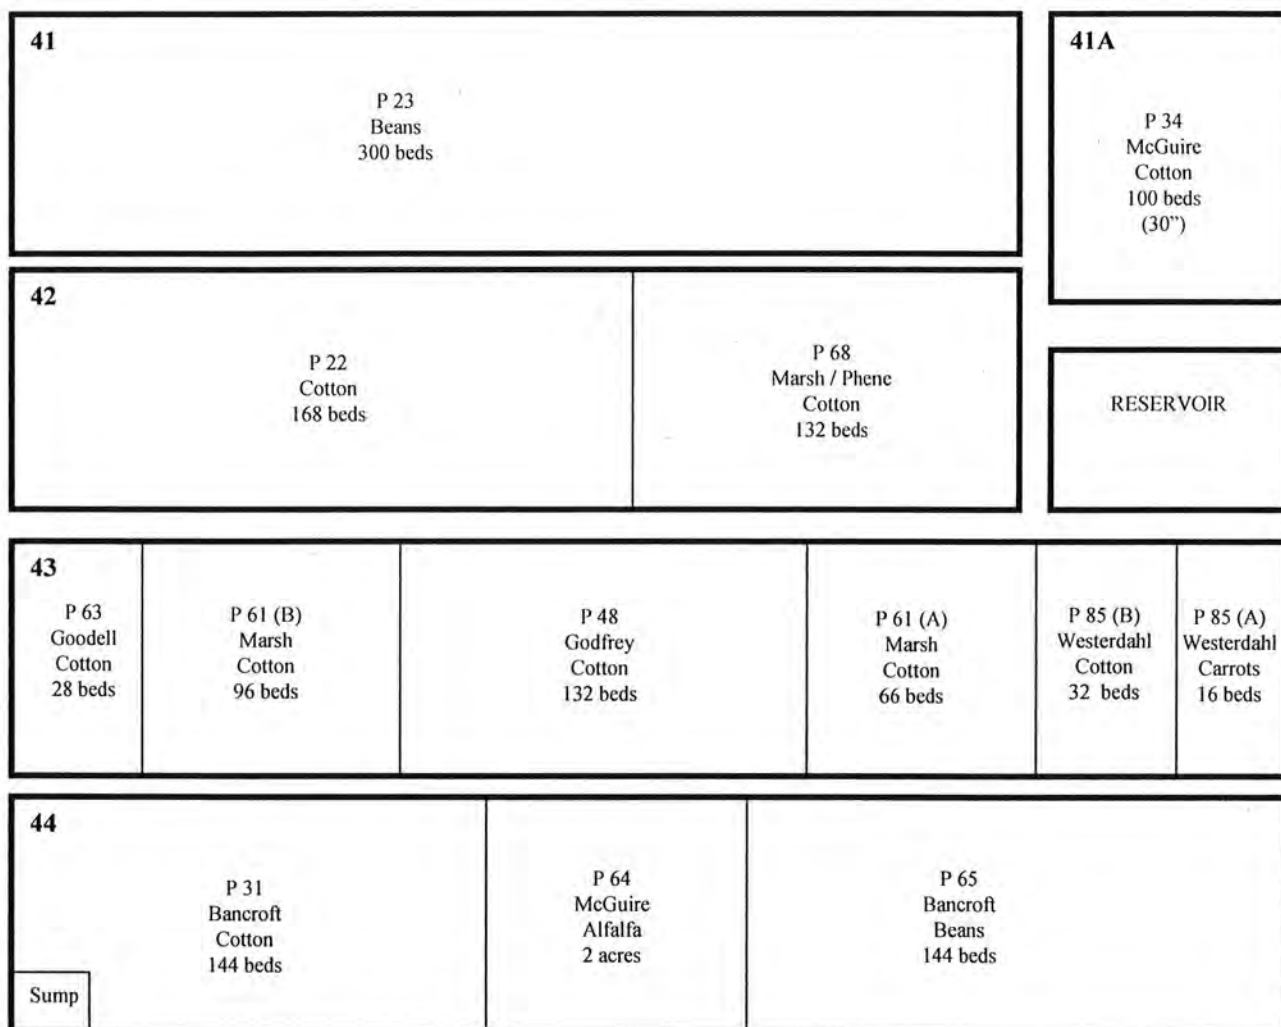 41
P 23
Beans
300 beds
41A
P 34
McGuire
Cotton
100 beds
(30”)
42
P 22
Cotton
168 beds
P 68
Marsh / Phene
Cotton
132 beds
RESERVOIR
43
P 63
Goodell
Cotton
28 beds
P 61 (B)
Marsh
Cotton
96 beds
P 48
Godfrey
Cotton
132 beds
P 61 (A)
Marsh
Cotton
66 beds
P 85 (B)
Westerdahl
Cotton
32 beds
P 85 (A)
Westerdahl
Carrots
16 beds
44
P 31
Bancroft
Cotton
144 beds
P 64
McGuire
Alfalfa
2 acres
P 65
Bancroft
Beans
144 beds
Sump